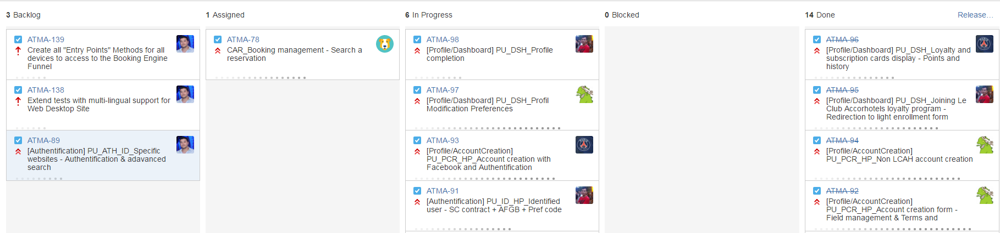 3 Backlog
ATMA-139
Create all "Entry Points" Methods for all
devices to access to the Booking Engine
Funnel
ATMA-138
Extend tests with multi-lingual support for
Web Desktop Site
ATMA-89
[Authentification] PU_ATH_ID_Specific
websites - Authentification & adavanced
search
1 Assigned
ATMA-78
CAR_Booking management - Search a
reservation
6 In Progress
ATMA-98
[Profile/Dashboard] PU_DSH_Profile
completion
ATMA-97
[Profile/Dashboard] PU_DSH_Profil
Modification Preferences
ATMA-93
[Profile/AccountCreation]
PU_PCR_HP_Account creation with
Facebook and Authentification
ATMA-91
[Authentification] PU_ID_HP_Identified
user - SC contract + AFGB + Pref code
0 Blocked
14 Done
Release...
ATMA-96
[Profile/Dashboard] PU_DSH_Loyalty and
subscription cards display - Points and
history
ATMA-95
[Profile/Dashboard] PU_DSH_Joining Le
Club Accorhotels loyalty program -
Redirection to light enrollment form
ATMA-94
[Profile/AccountCreation]
PU_PCR_HP_Non LCAH account creation
ATMA-92
[Profile/AccountCreation]
PU_PCR_HP_Account creation form -
Field management & Terms and